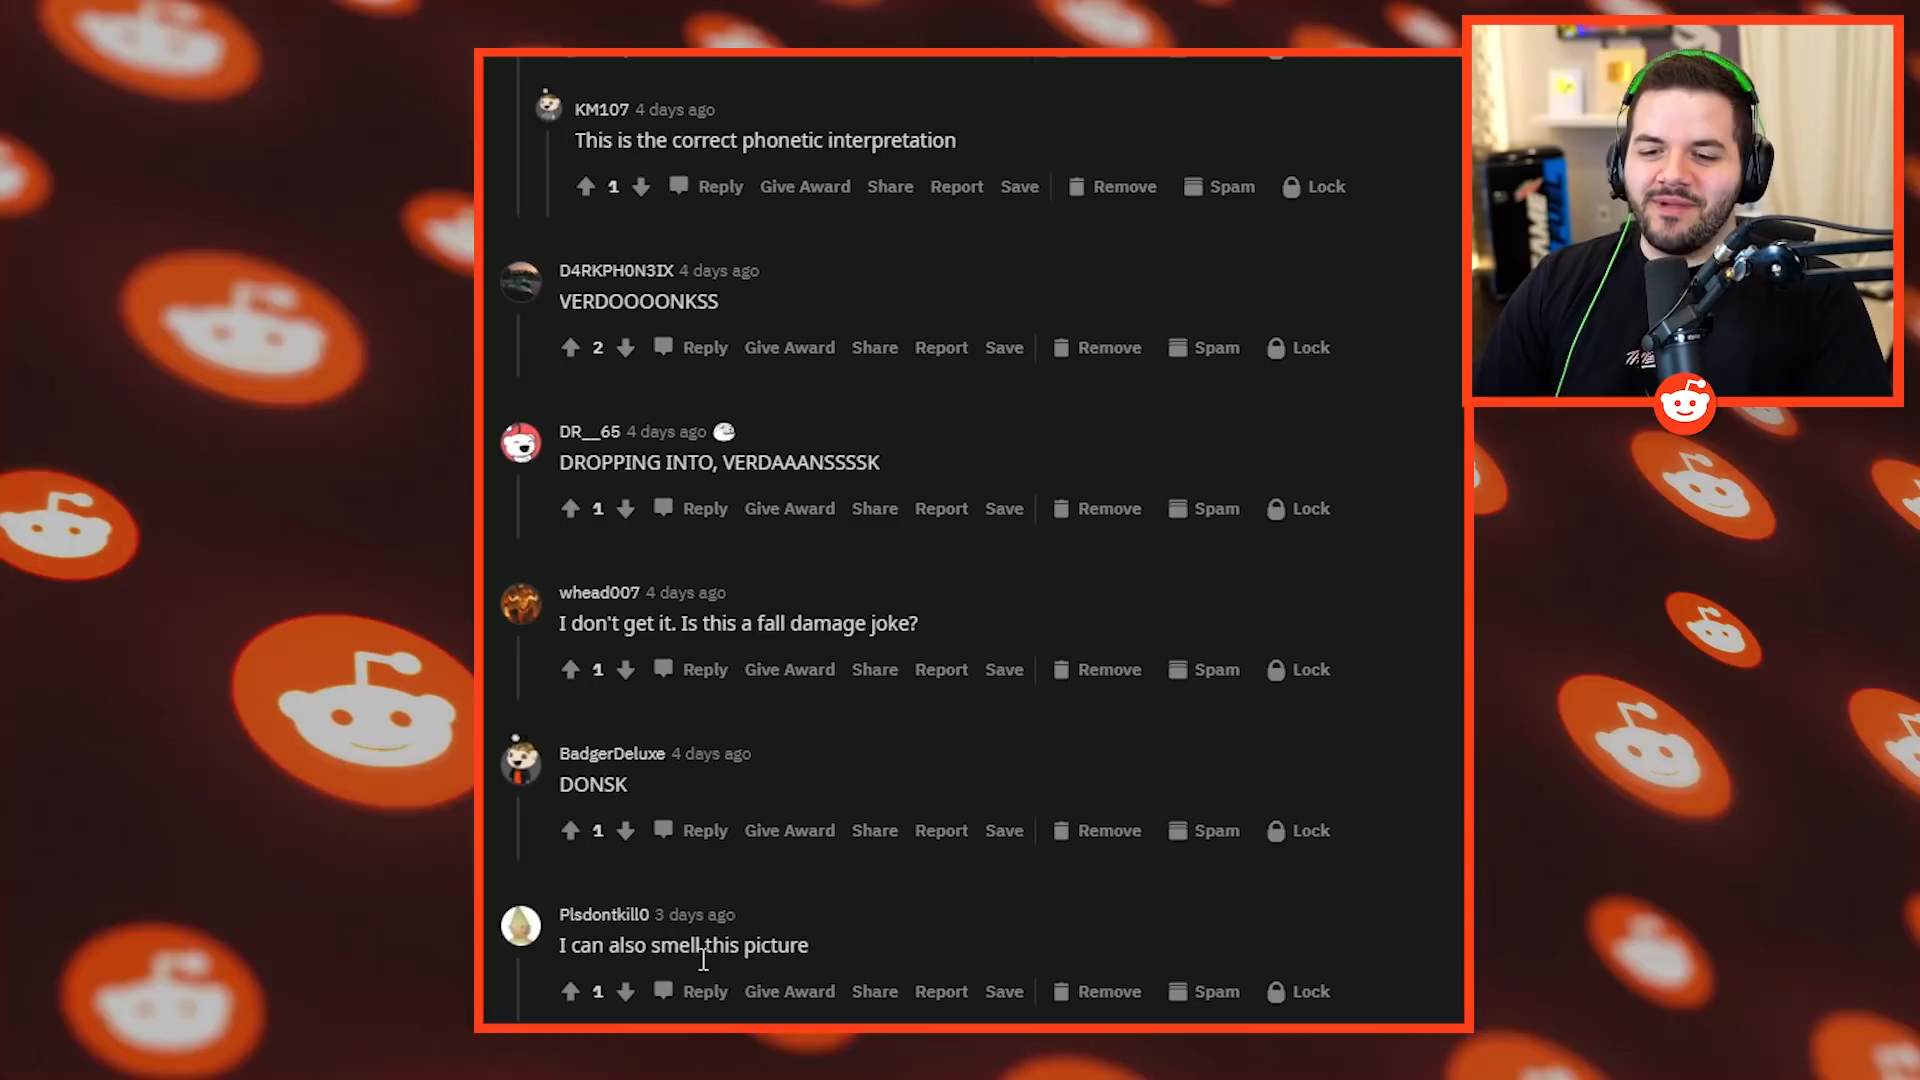 KM107 4 days ago
This is the correct phonetic interpretation
1 Reply Give Award Share Report Save Remove Spam Lock
D4RKPH0N3IX 4 days ago
VERDOOOONKSS
2 Reply Give Award Share Report Save Remove Spam Lock
DR__65 4 days ago
DROPPING INTO, VERDAAANSSSSK
1 Reply Give Award Share Report Save Remove Spam Lock
whead007 4 days ago
I don't get it. Is this a fall damage joke?
1 Reply Give Award Share Report Save Remove Spam Lock
BadgerDeluxe 4 days ago
DONSK
1 Reply Give Award Share Report Save Remove Spam Lock
Plsdontkill0 3 days ago
I can also smell this picture
1 Reply Give Award Share Report Save Remove Spam Lock